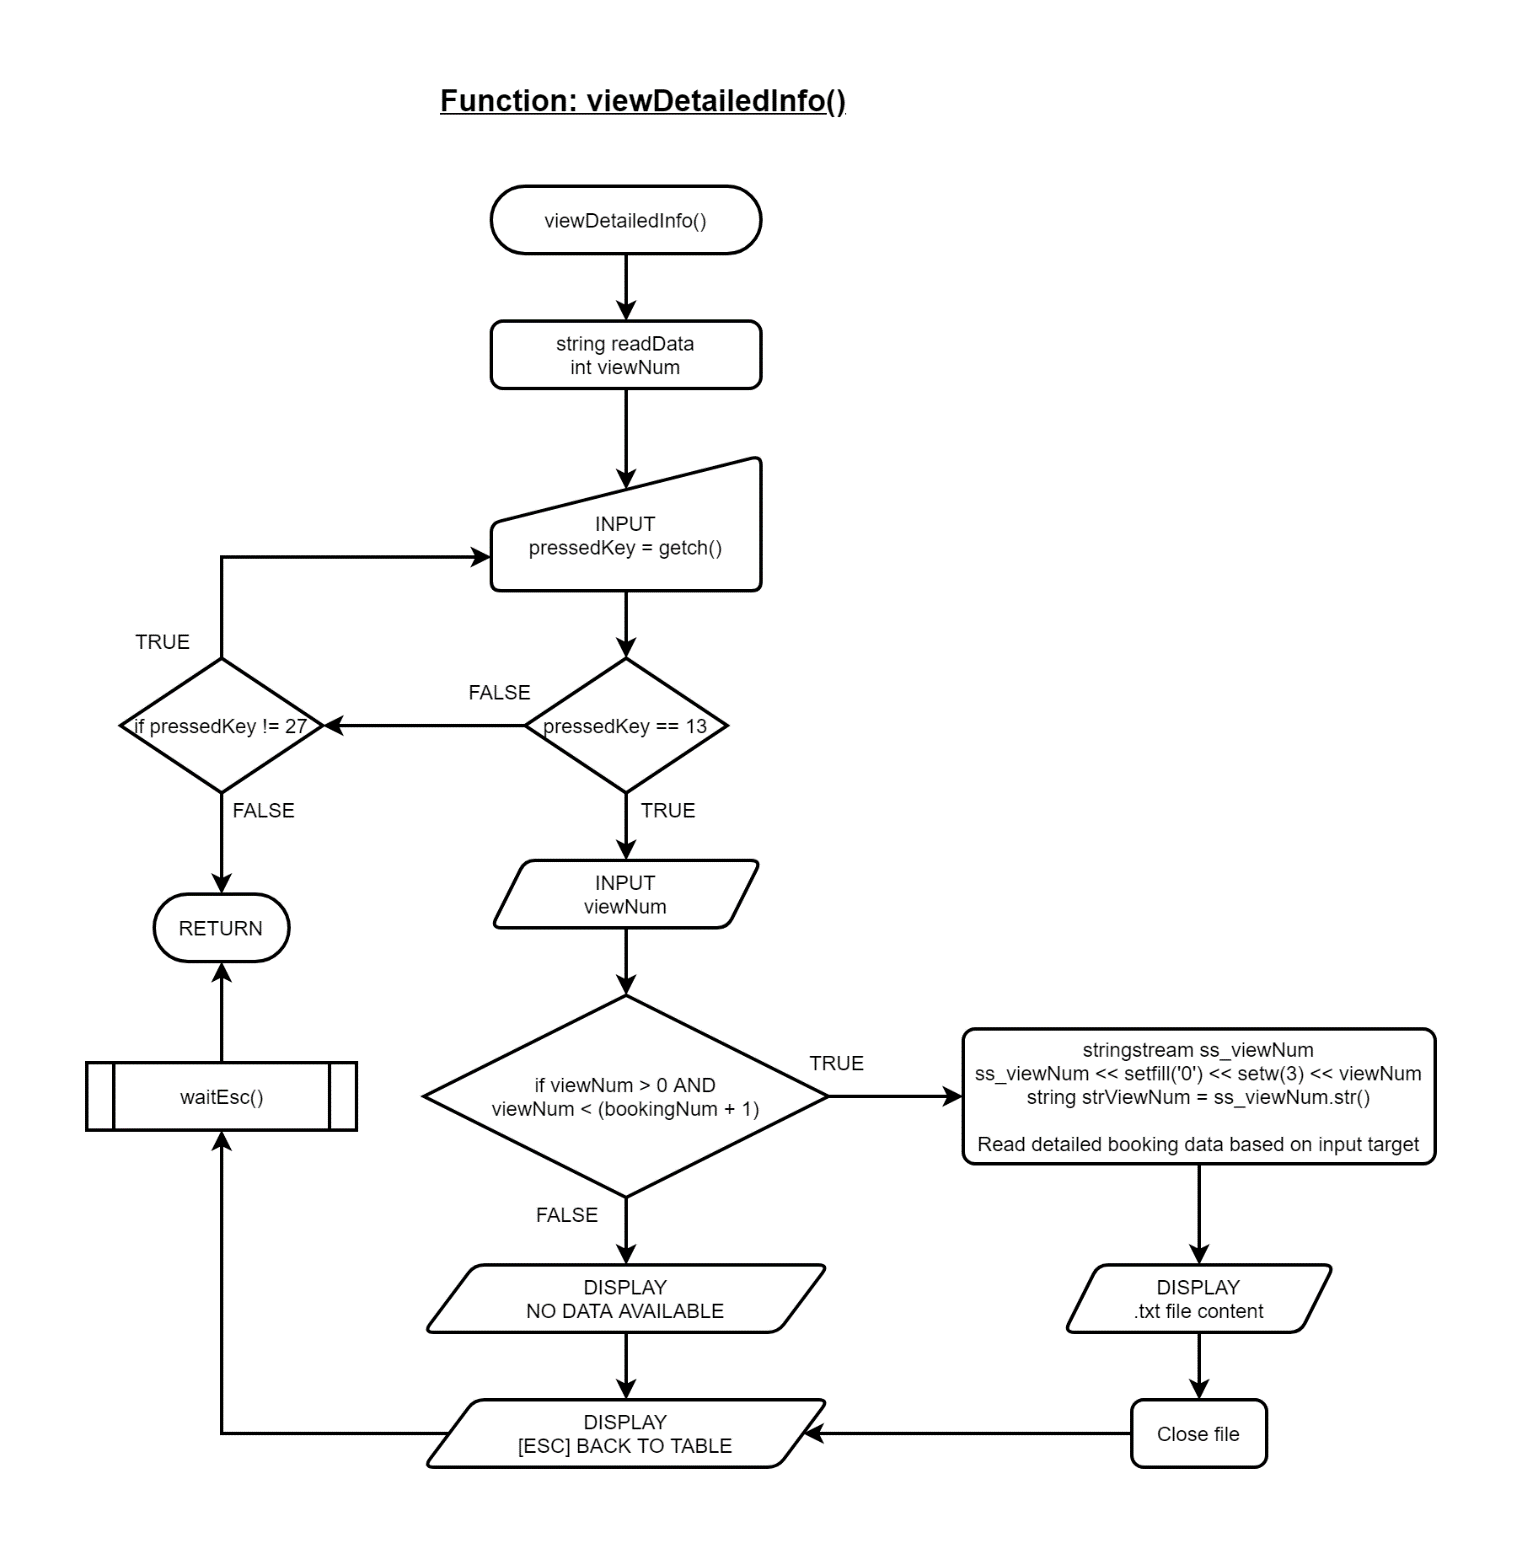 Function: viewDetailedInfo()
viewDetailedInfo()
string readData
int viewNum
INPUT
pressedKey = getch()
TRUE
FALSE
if pressedKey != 27
pressedKey == 13
FALSE
TRUE
INPUT
viewNum
RETURN
if viewNum > 0 AND
viewNum < (bookingNum + 1)
TRUE
stringstream ss_viewNum
ss_viewNum << setfill('0') << setw(3) << viewNum
string strViewNum = ss_viewNum.str()
Read detailed booking data based on input target
waitEsc()
FALSE
DISPLAY
NO DATA AVAILABLE
DISPLAY
.txt file content
DISPLAY
[ESC] BACK TO TABLE
Close file